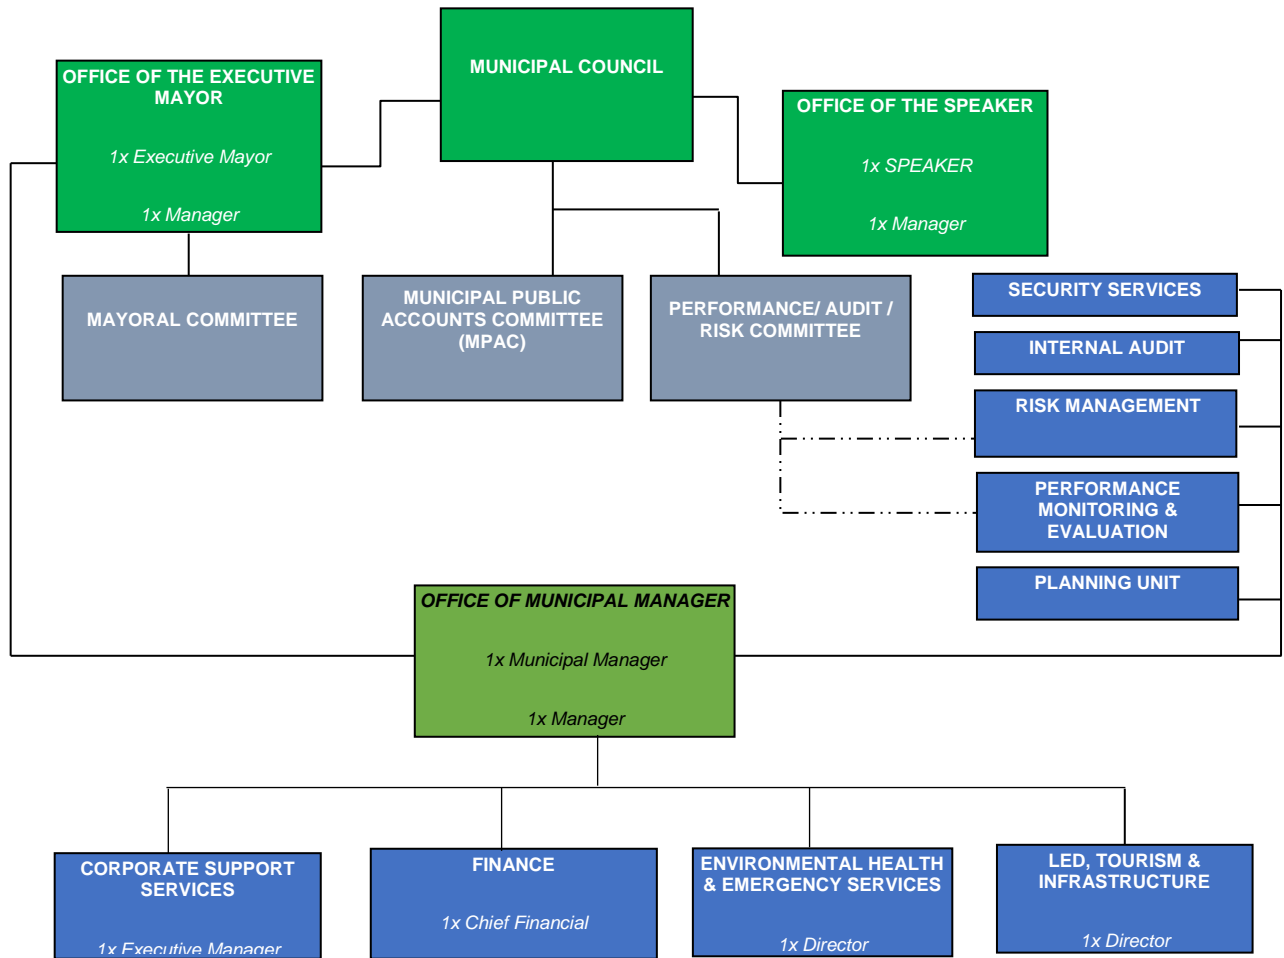 MUNICIPAL COUNCIL
OFFICE OF THE EXECUTIVE
MAYOR
1x Executive Mayor
1x Manager
OFFICE OF THE SPEAKER
1x SPEAKER
1x Manager
MAYORAL COMMITTEE
MUNICIPAL PUBLIC
ACCOUNTS COMMITTEE
(MPAC)
PERFORMANCE/ AUDIT /
RISK COMMITTEE
SECURITY SERVICES
INTERNAL AUDIT
RISK MANAGEMENT
PERFORMANCE
MONITORING &
EVALUATION
PLANNING UNIT
OFFICE OF MUNICIPAL MANAGER
1x Municipal Manager
1x Manager
CORPORATE SUPPORT
SERVICES
1x Executive Manager
FINANCE
1x Chief Financial
ENVIRONMENTAL HEALTH
& EMERGENCY SERVICES
1x Director
LED, TOURISM &
INFRASTRUCTURE
1x Director